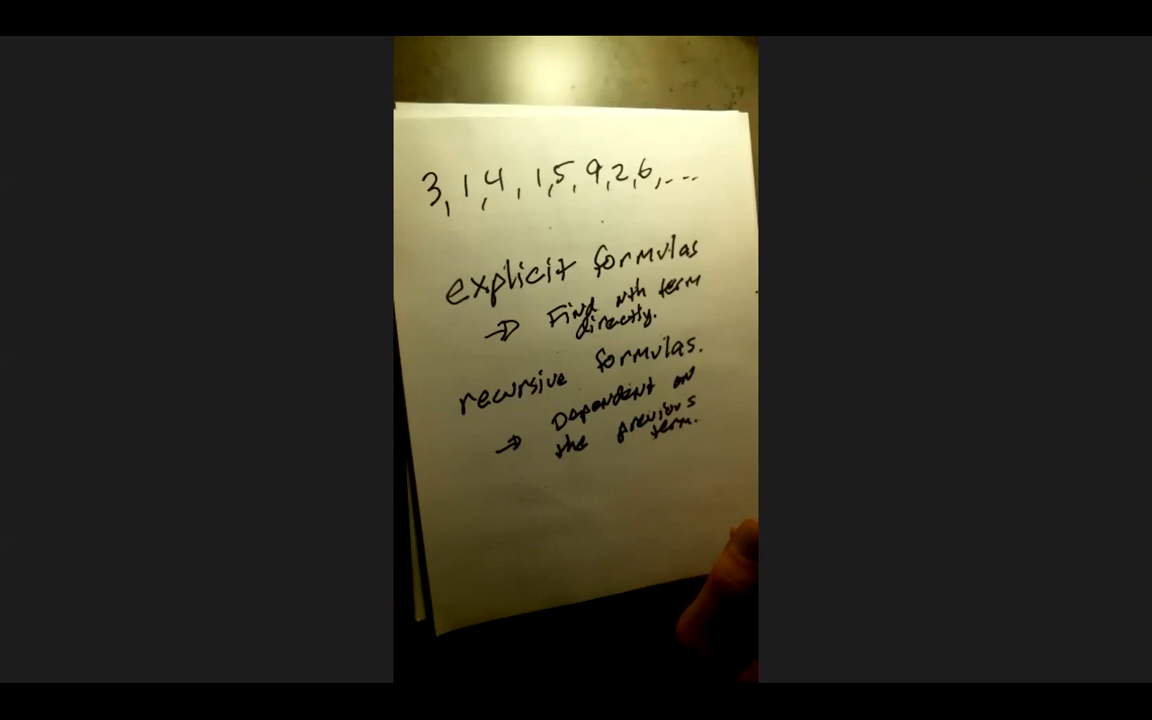 3, 1, 4, 1, 5, 9, 2, 6, ...
explicit formulas
⇒ Find nth term
directly.
recursive formulas.
⇒ Dependent on
the previous
term.